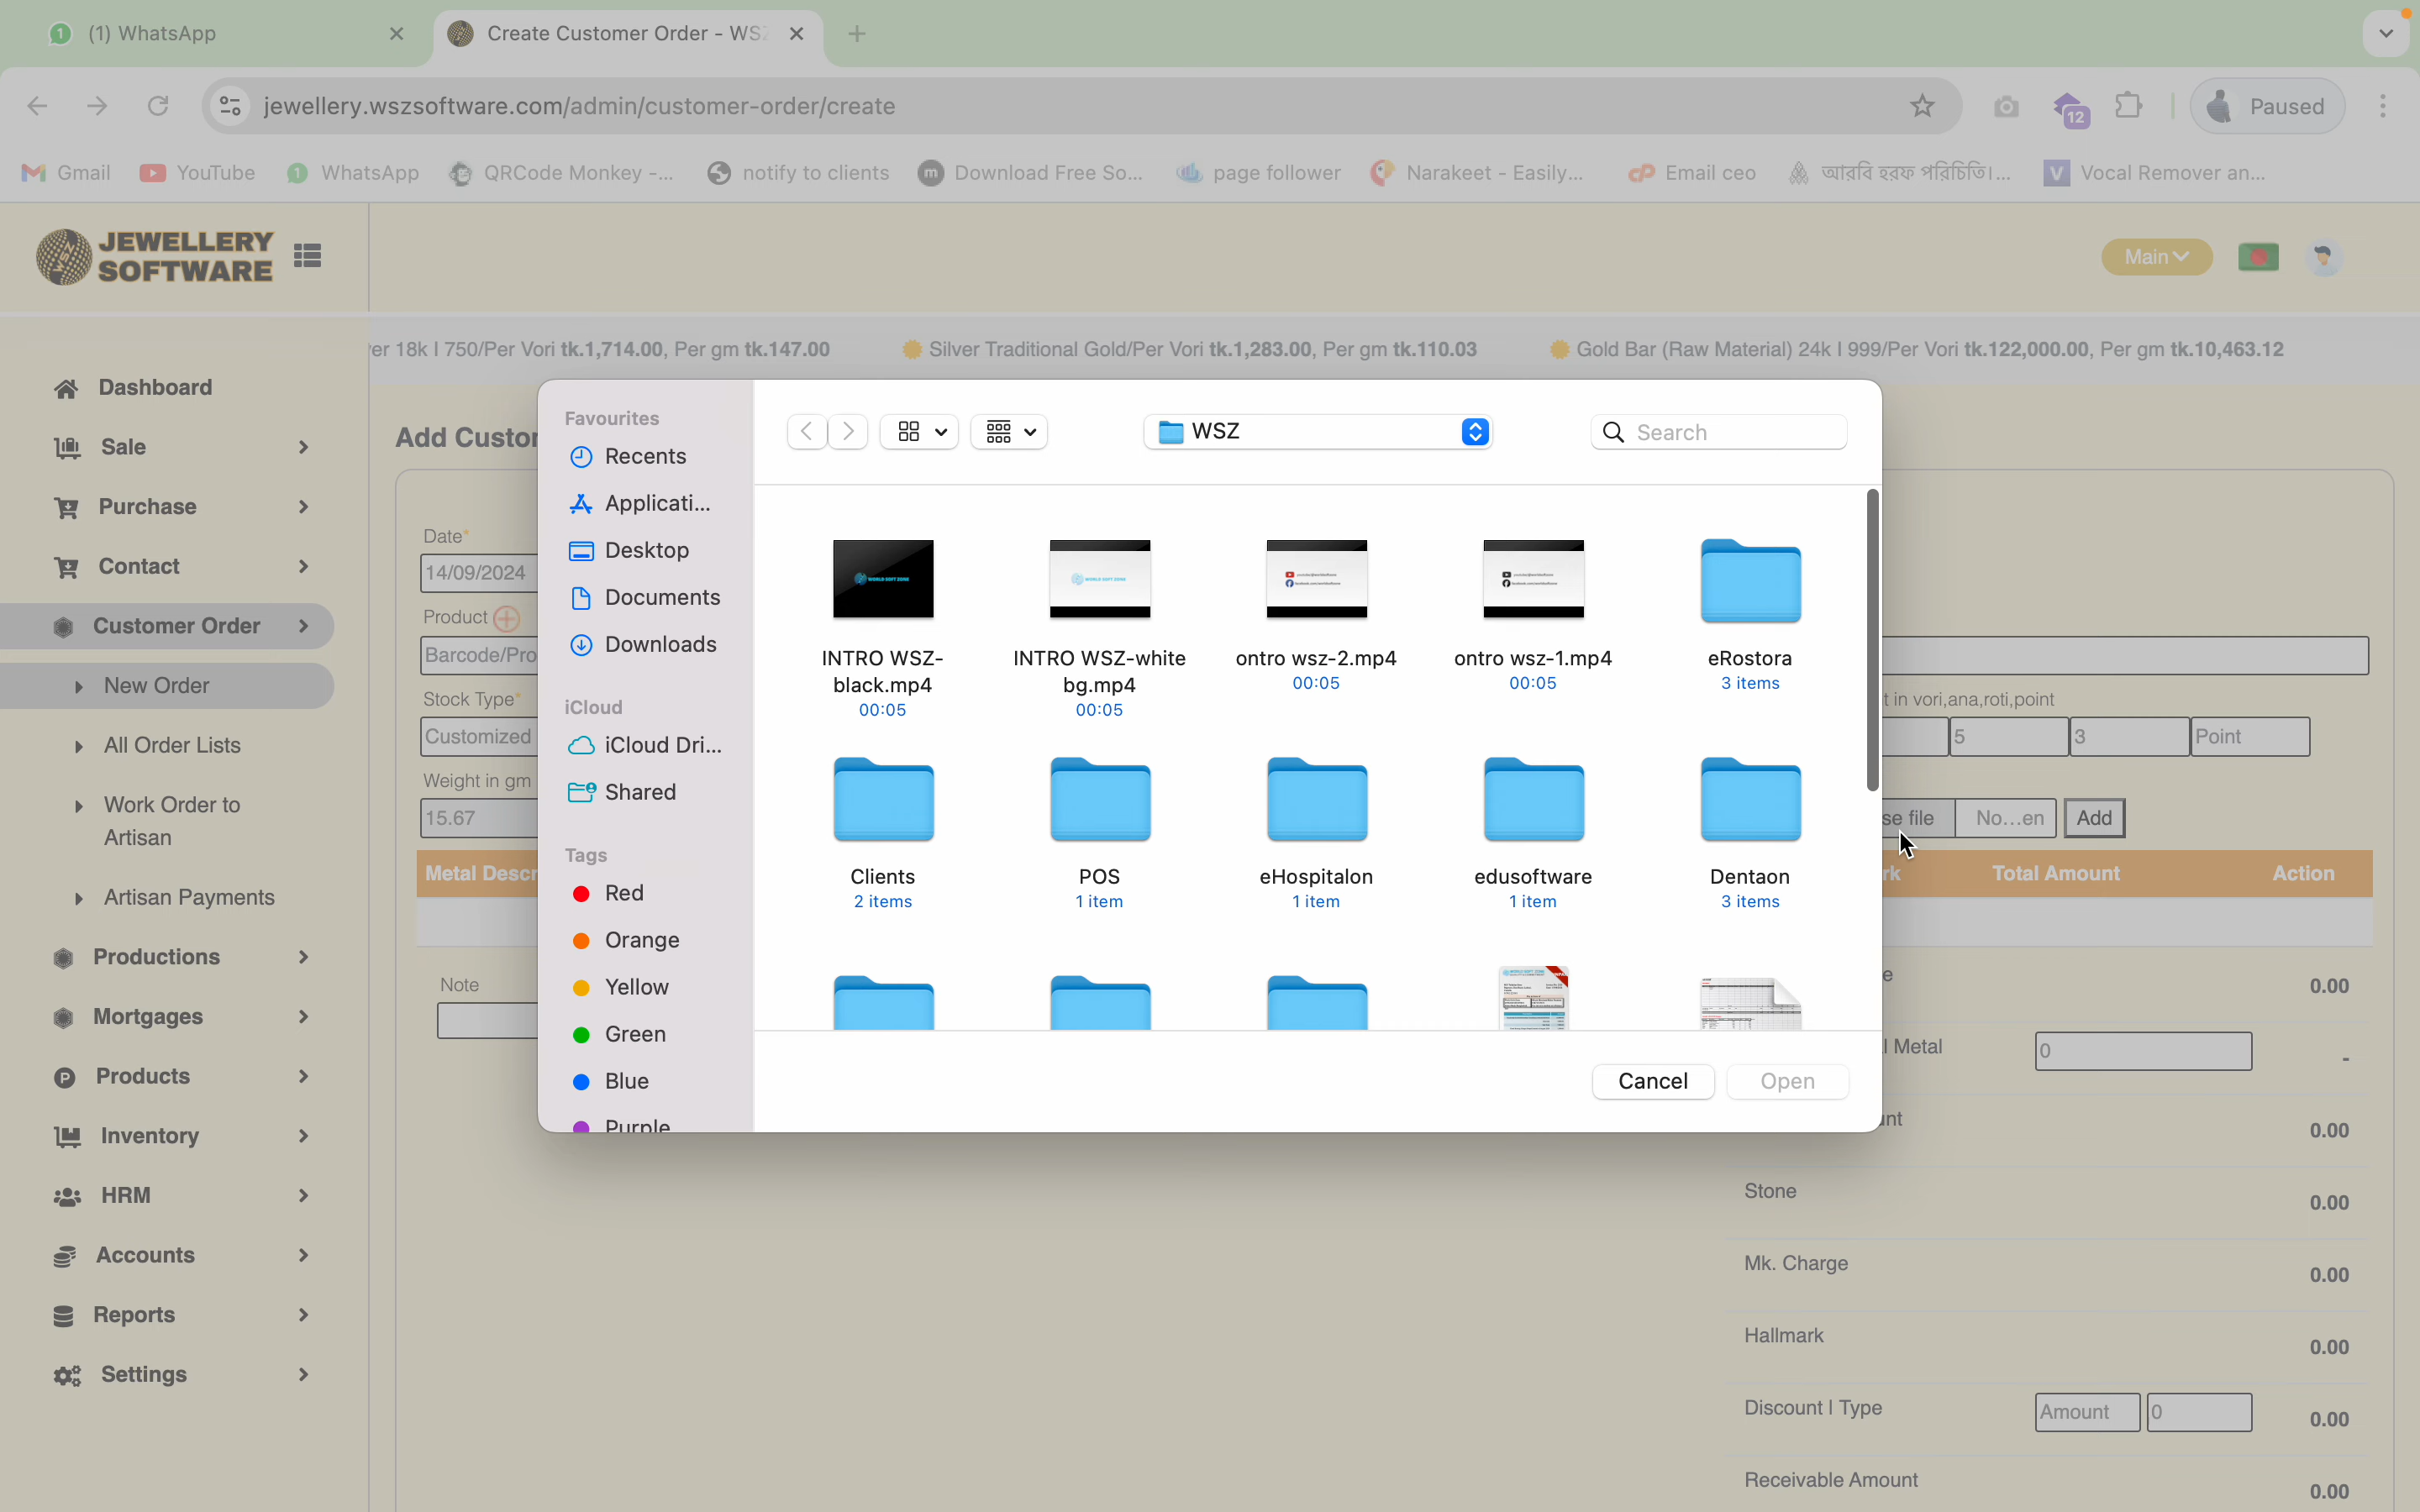 (1) WhatsApp
Create Customer Order - WSZ
jewellery.wszsoftware.com/admin/customer-order/create
12
Paused
Gmail
YouTube
WhatsApp
QRCode Monkey -...
notify to clients
Download Free So...
page follower
Narakeet - Easily...
Email ceo
আরবি হরফ পরিচিতি।...
Vocal Remover an...
JEWELLERY
SOFTWARE
Main
er 18k I 750/Per Vori tk.1,714.00, Per gm tk.147.00
Silver Traditional Gold/Per Vori tk.1,283.00, Per gm tk.110.03
Gold Bar (Raw Material) 24k I 999/Per Vori tk.122,000.00, Per gm tk.10,463.12
Dashboard
Sale
Purchase
Contact
Customer Order
New Order
All Order Lists
Work Order to
Artisan
Artisan Payments
Productions
Mortgages
Products
Inventory
HRM
Accounts
Reports
Settings
Add Custor
Date*
14/09/2024
Product
Barcode/Pro
Stock Type*
Customized
Weight in gm
15.67
Metal Descr
Note
Favourites
Recents
Applicati...
Desktop
Documents
Downloads
iCloud
iCloud Dri...
Shared
Tags
Red
Orange
Yellow
Green
Blue
Purple
WSZ
Search
INTRO WSZ-
black.mp4
00:05
INTRO WSZ-white
bg.mp4
00:05
ontro wsz-2.mp4
00:05
ontro wsz-1.mp4
00:05
eRostora
3 items
Clients
2 items
POS
1 item
eHospitalon
1 item
edusoftware
1 item
Dentaon
3 items
Cancel
Open
t in vori,ana,roti,point
5
3
Point
se file
No...en
Add
rk
Total Amount
Action
e
0.00
l Metal
0
-
unt
0.00
Stone
0.00
Mk. Charge
0.00
Hallmark
0.00
Discount I Type
Amount
0
0.00
Receivable Amount
0.00